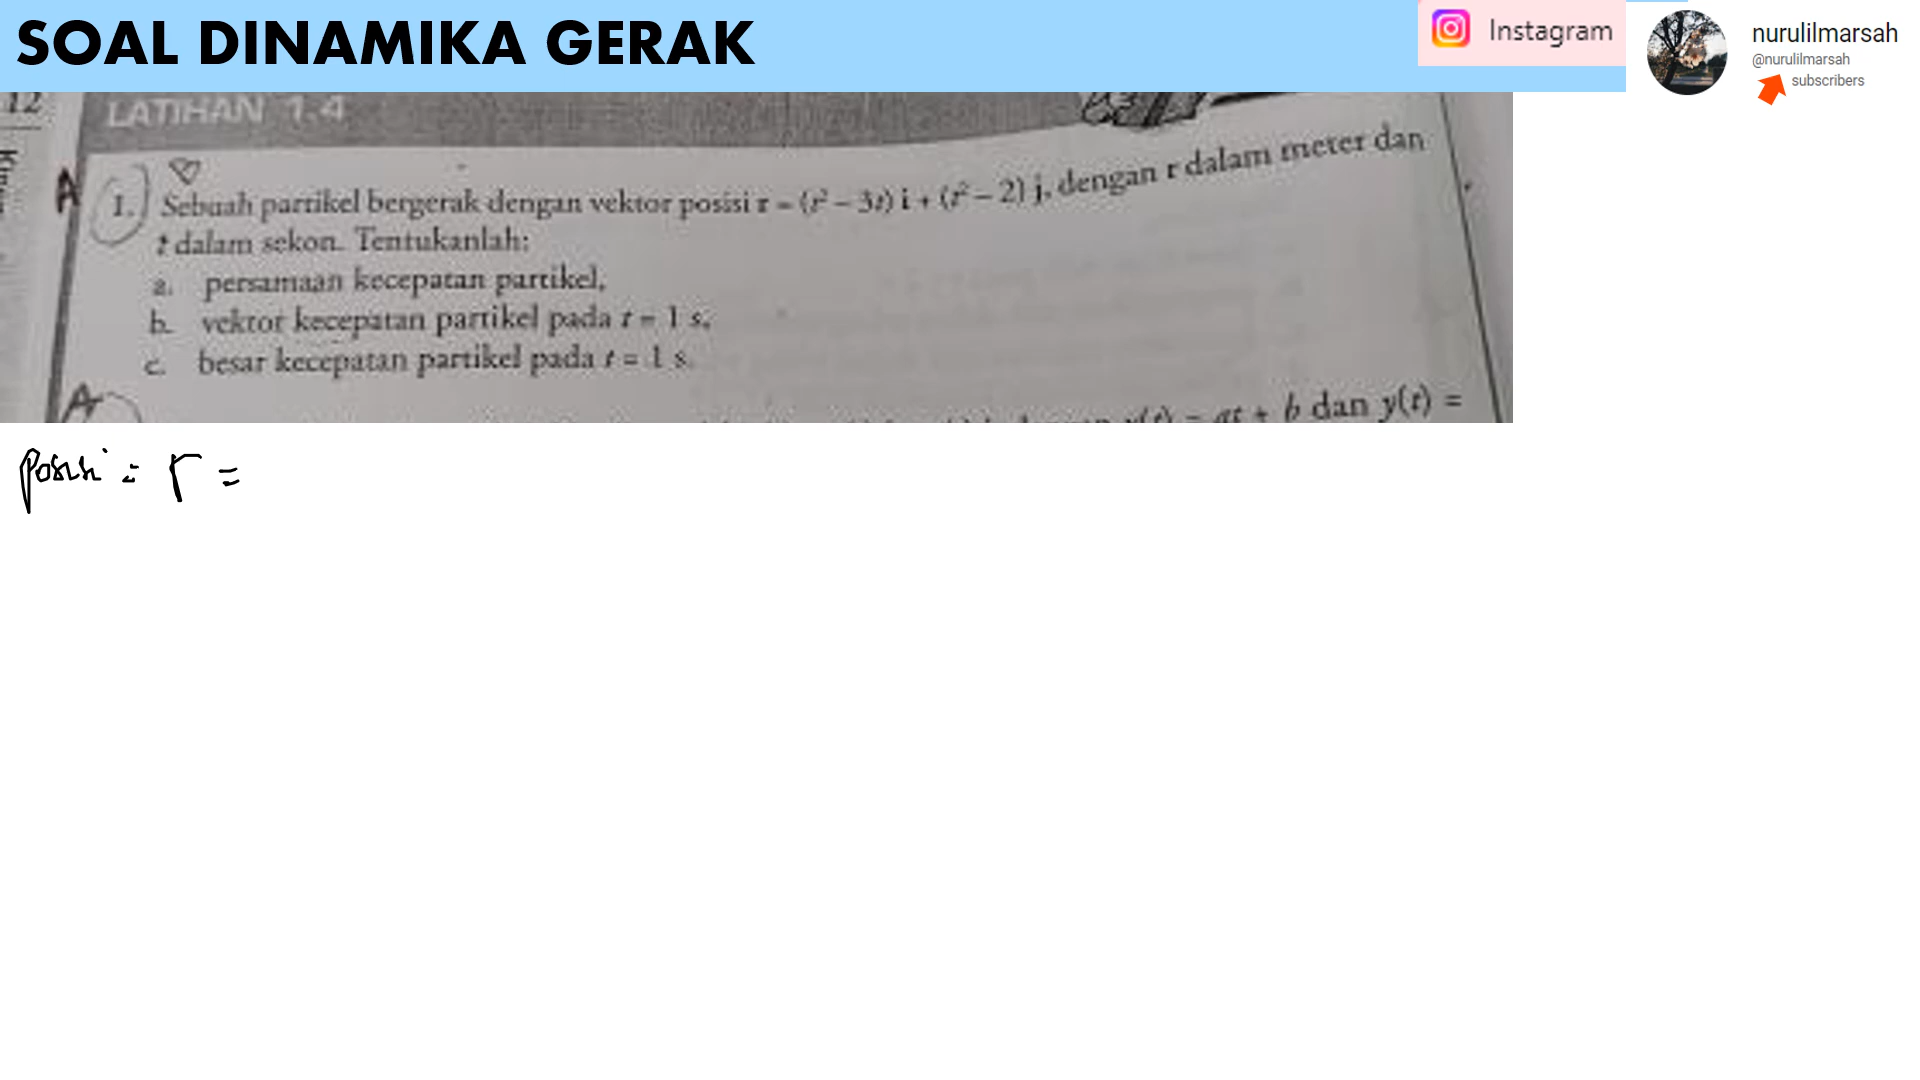 SOAL DINAMIKA GERAK
Instagram
nurulilmarsah
@nurulilmarsah
subscribers
12
LATIHAN 1.4
A
1. Sebuah partikel bergerak dengan vektor posisi r = (t² – 3t) i + (t² – 2) j, dengan r dalam meter dan
t dalam sekon. Tentukanlah:
a. persamaan kecepatan partikel,
b. vektor kecepatan partikel pada t = 1 s,
c. besar kecepatan partikel pada t = 1 s.
A
= at + b dan y(t) =
posisi = r =